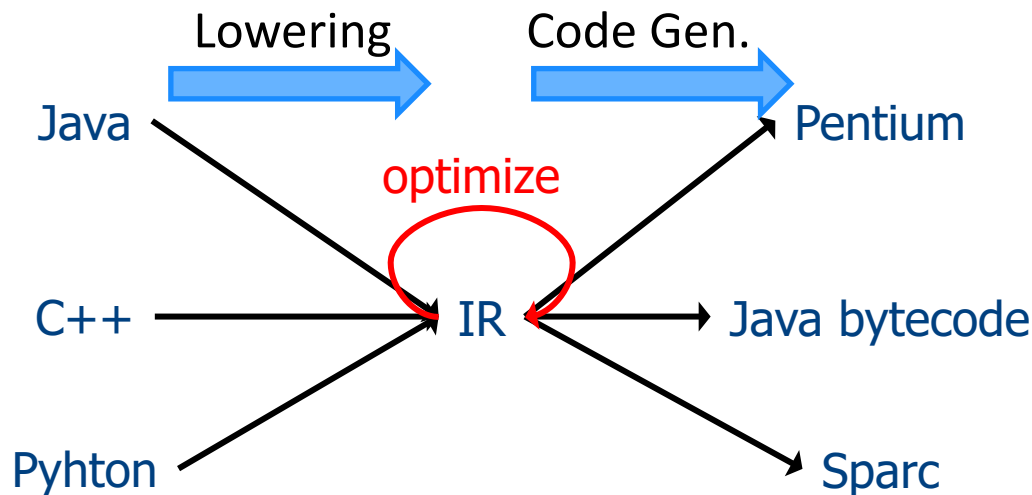 Lowering
Code Gen.
Java
Pentium
optimize
C++
IR
Java bytecode
Pyhton
Sparc